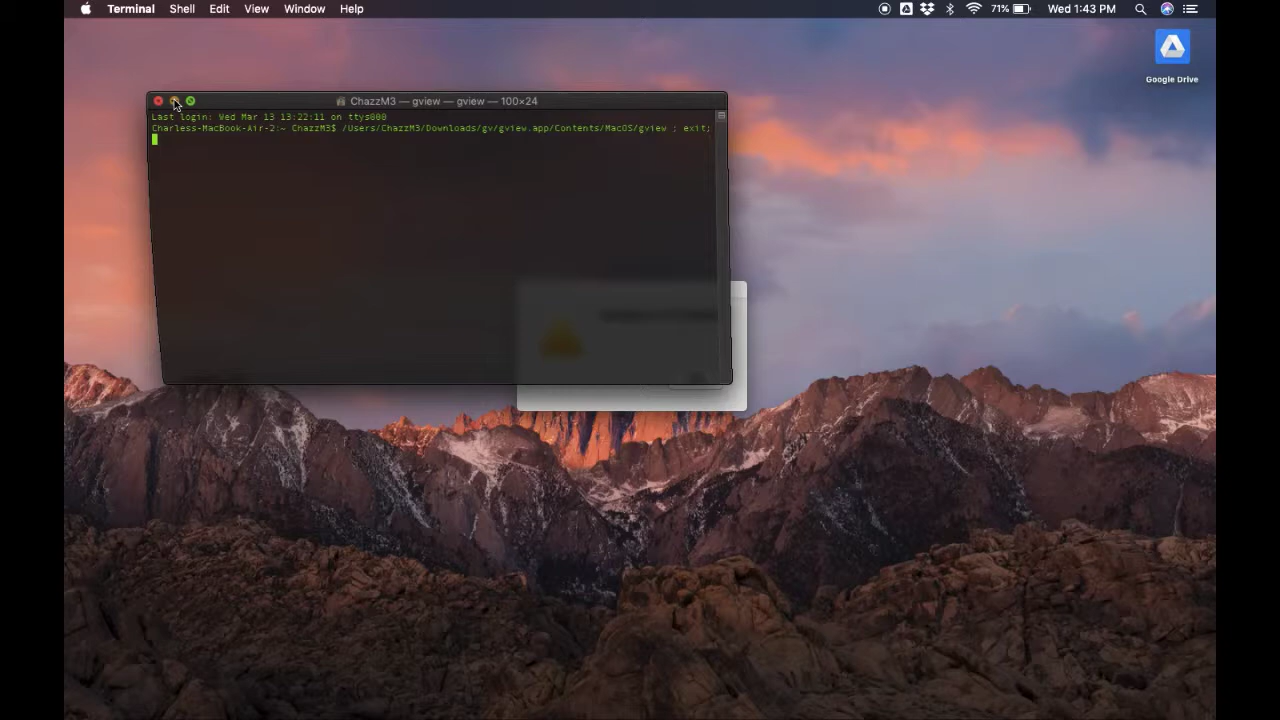 Terminal Shell Edit View Window Help 71% Wed 1:43 PM
Google Drive
ChazzM3 — gview — gview — 100×24
Last login: Wed Mar 13 13:22:11 on ttys000
Charless-MacBook-Air-2:~ ChazzM3$ /Users/ChazzM3/Downloads/gv/gview.app/Contents/MacOS/gview ; exit;